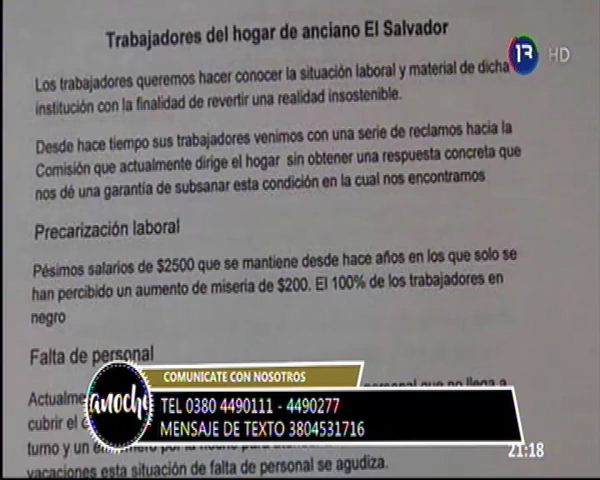 Trabajadores del hogar de anciano El Salvador
17 HD
Los trabajadores queremos hacer conocer la situación laboral y material de dicha
institución con la finalidad de revertir una realidad insostenible.
Desde hace tiempo sus trabajadores venimos con una serie de reclamos hacia la
Comisión que actualmente dirige el hogar sin obtener una respuesta concreta que
nos dé una garantía de subsanar esta condición en la cual nos encontramos
Precarización laboral
Pésimos salarios de $2500 que se mantiene desde hace años en los que solo se
han percibido un aumento de miseria de $200. El 100% de los trabajadores en
negro
Falta de personal
COMUNICATE CON NOSOTROS
anoche
TEL 0380 4490111 - 4490277
MENSAJE DE TEXTO 3804531716
personal que no llega a
cubrir el
turno y un
21:18
vacaciones esta situación de falta de personal se agudiza.